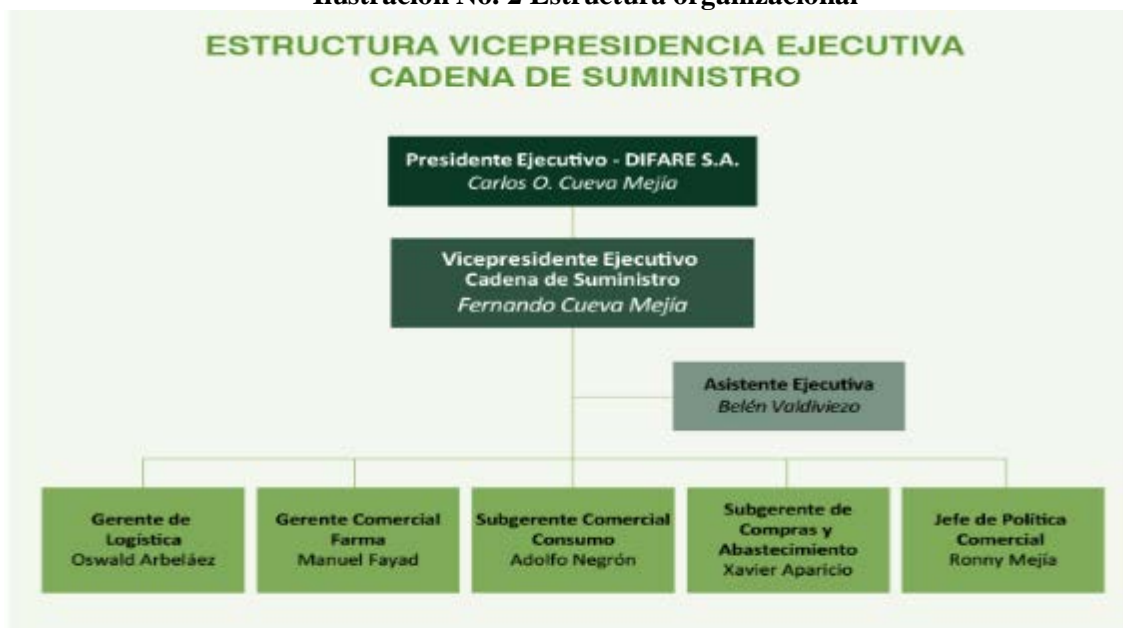 Ilustración No. 2 Estructura organizacional
ESTRUCTURA VICEPRESIDENCIA EJECUTIVA
CADENA DE SUMINISTRO
Presidente Ejecutivo - DIFARE S.A.
Carlos O. Cueva Mejía
Vicepresidente Ejecutivo
Cadena de Suministro
Fernando Cueva Mejía
Asistente Ejecutiva
Belén Valdiviezo
Gerente de
Logística
Oswald Arbeláez
Gerente Comercial
Farma
Manuel Fayad
Subgerente Comercial
Consumo
Adolfo Negrón
Subgerente de
Compras y
Abastecimiento
Xavier Aparicio
Jefe de Política
Comercial
Ronny Mejía